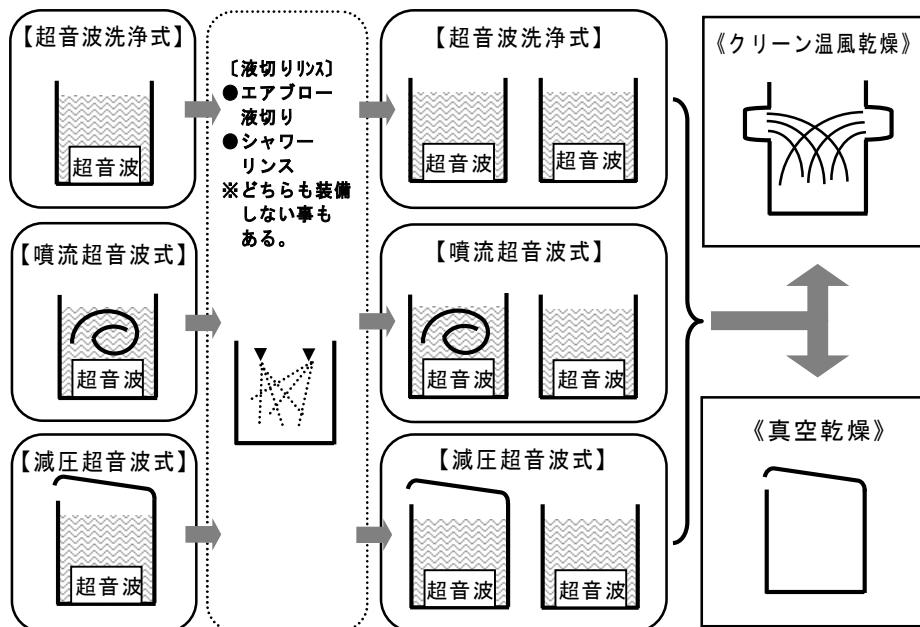 【超音波洗浄式】
超音波
【噴流超音波式】
超音波
【減圧超音波式】
超音波
〔液切りﾘﾝｽ〕
●エアブロー
液切り
●シャワー
リンス
※どちらも装備
しない事も
ある。
【超音波洗浄式】
超音波
超音波
【噴流超音波式】
超音波
超音波
【減圧超音波式】
超音波
超音波
《クリーン温風乾燥》
《真空乾燥》